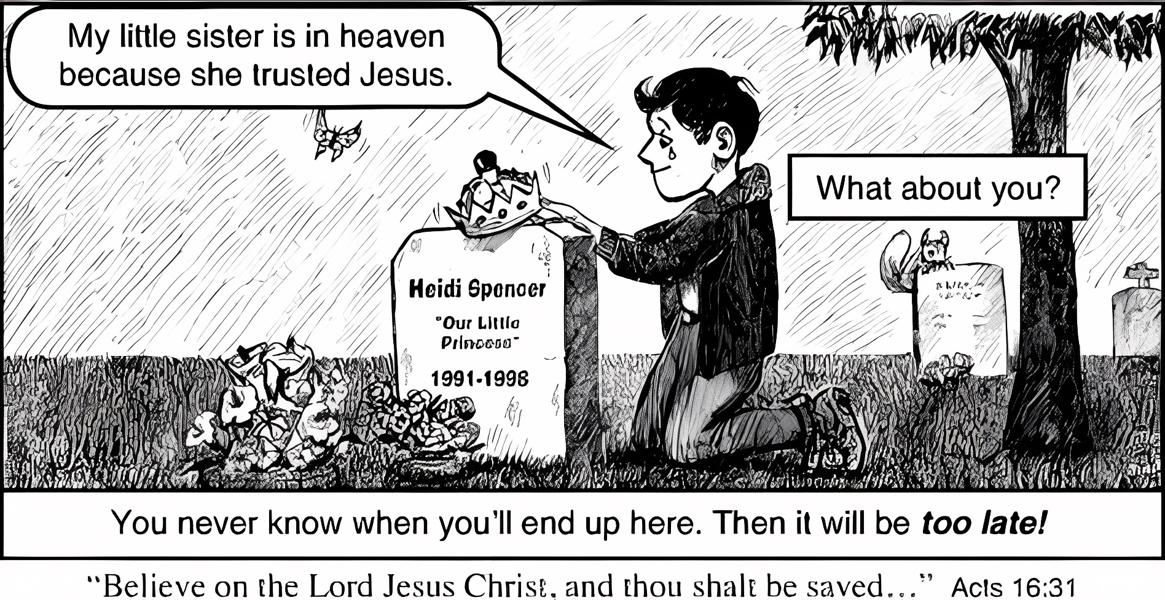 My little sister is in heaven
because she trusted Jesus.
What about you?
Heidi Spencer
"Our Little
Princess"
1991-1998
You never know when you'll end up here. Then it will be too late!
“Believe on the Lord Jesus Christ, and thou shalt be saved...” Acts 16:31